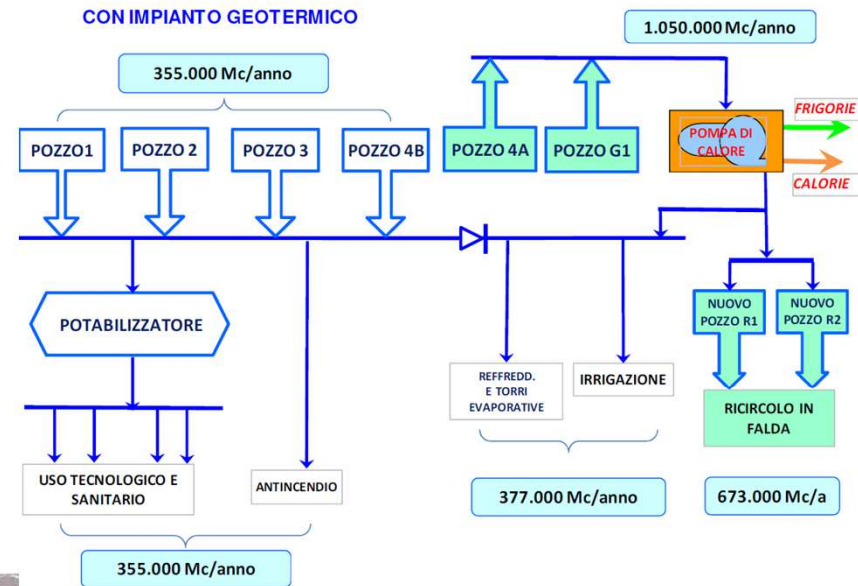 CON IMPIANTO GEOTERMICO
1.050.000 Mc/anno
355.000 Mc/anno
FRIGORIE
POZZO1
POZZO 2
POZZO 3
POZZO 4B
POZZO 4A
POZZO G1
POMPA DI
CALORE
CALORIE
POTABILIZZATORE
NUOVO
POZZO R1
NUOVO
POZZO R2
REFFREDD.
E TORRI
EVAPORATIVE
IRRIGAZIONE
RICIRCOLO IN
FALDA
USO TECNOLOGICO E
SANITARIO
ANTINCENDIO
377.000 Mc/anno
673.000 Mc/a
355.000 Mc/anno